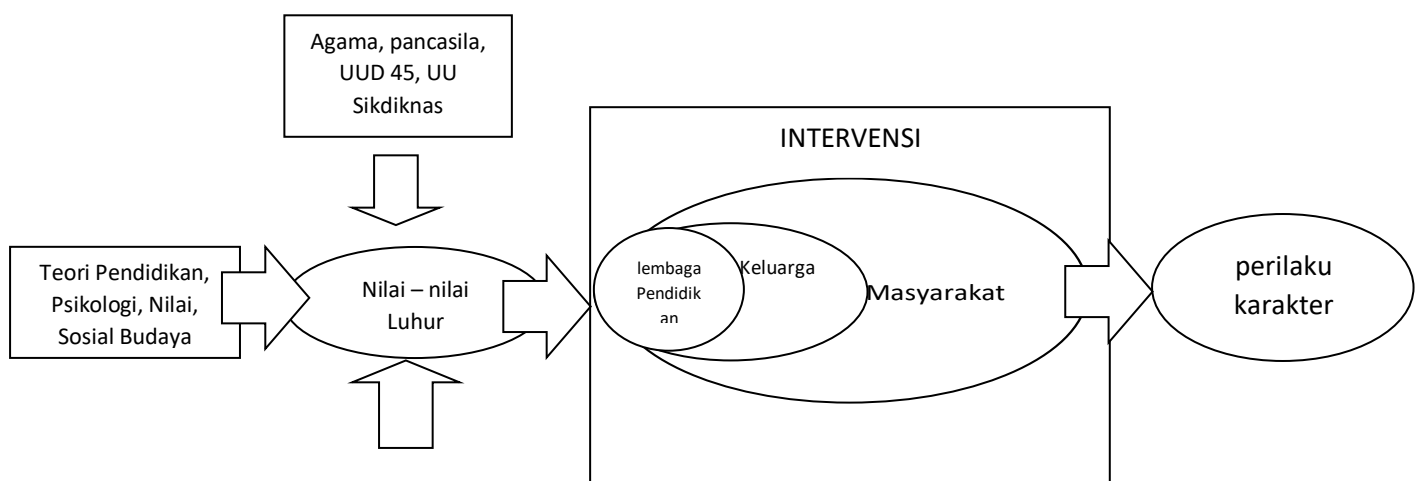 Agama, pancasila,
UUD 45, UU
Sikdiknas
INTERVENSI
Teori Pendidikan,
Psikologi, Nilai,
Sosial Budaya
Nilai – nilai
Luhur
lembaga
Pendidik
an
Keluarga
Masyarakat
perilaku
karakter